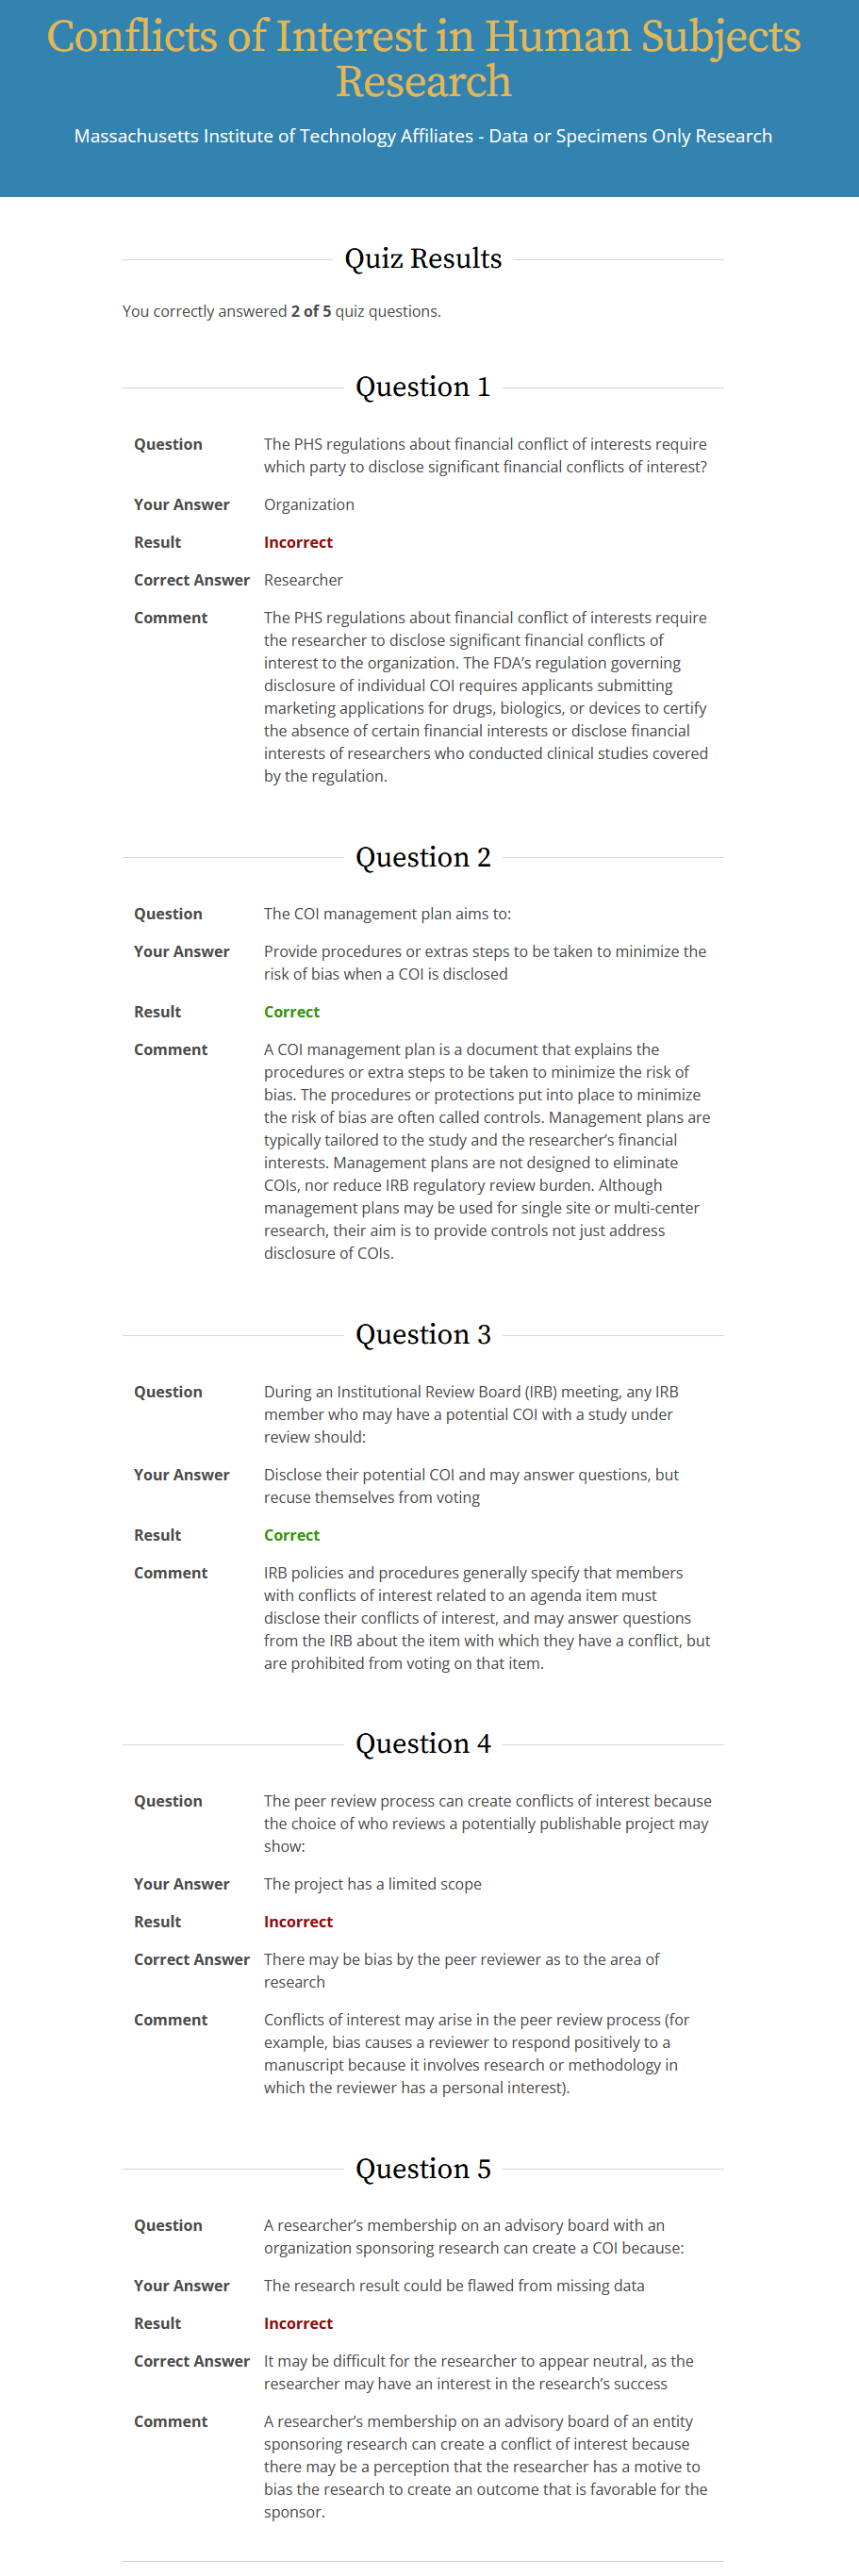 Conflicts of Interest in Human Subjects
Research
Massachusetts Institute of Technology Affiliates - Data or Specimens Only Research
Quiz Results
You correctly answered 2 of 5 quiz questions.
Question 1
Question The PHS regulations about financial conflict of interests require
which party to disclose significant financial conflicts of interest?
Your Answer Organization
Result Incorrect
Correct Answer Researcher
Comment The PHS regulations about financial conflict of interests require
the researcher to disclose significant financial conflicts of
interest to the organization. The FDA’s regulation governing
disclosure of individual COI requires applicants submitting
marketing applications for drugs, biologics, or devices to certify
the absence of certain financial interests or disclose financial
interests of researchers who conducted clinical studies covered
by the regulation.
Question 2
Question The COI management plan aims to:
Your Answer Provide procedures or extras steps to be taken to minimize the
risk of bias when a COI is disclosed
Result Correct
Comment A COI management plan is a document that explains the
procedures or extra steps to be taken to minimize the risk of
bias. The procedures or protections put into place to minimize
the risk of bias are often called controls. Management plans are
typically tailored to the study and the researcher’s financial
interests. Management plans are not designed to eliminate
COIs, nor reduce IRB regulatory review burden. Although
management plans may be used for single site or multi-center
research, their aim is to provide controls not just address
disclosure of COIs.
Question 3
Question During an Institutional Review Board (IRB) meeting, any IRB
member who may have a potential COI with a study under
review should:
Your Answer Disclose their potential COI and may answer questions, but
recuse themselves from voting
Result Correct
Comment IRB policies and procedures generally specify that members
with conflicts of interest related to an agenda item must
disclose their conflicts of interest, and may answer questions
from the IRB about the item with which they have a conflict, but
are prohibited from voting on that item.
Question 4
Question The peer review process can create conflicts of interest because
the choice of who reviews a potentially publishable project may
show:
Your Answer The project has a limited scope
Result Incorrect
Correct Answer There may be bias by the peer reviewer as to the area of
research
Comment Conflicts of interest may arise in the peer review process (for
example, bias causes a reviewer to respond positively to a
manuscript because it involves research or methodology in
which the reviewer has a personal interest).
Question 5
Question A researcher’s membership on an advisory board with an
organization sponsoring research can create a COI because:
Your Answer The research result could be flawed from missing data
Result Incorrect
Correct Answer It may be difficult for the researcher to appear neutral, as the
researcher may have an interest in the research’s success
Comment A researcher’s membership on an advisory board of an entity
sponsoring research can create a conflict of interest because
there may be a perception that the researcher has a motive to
bias the research to create an outcome that is favorable for the
sponsor.